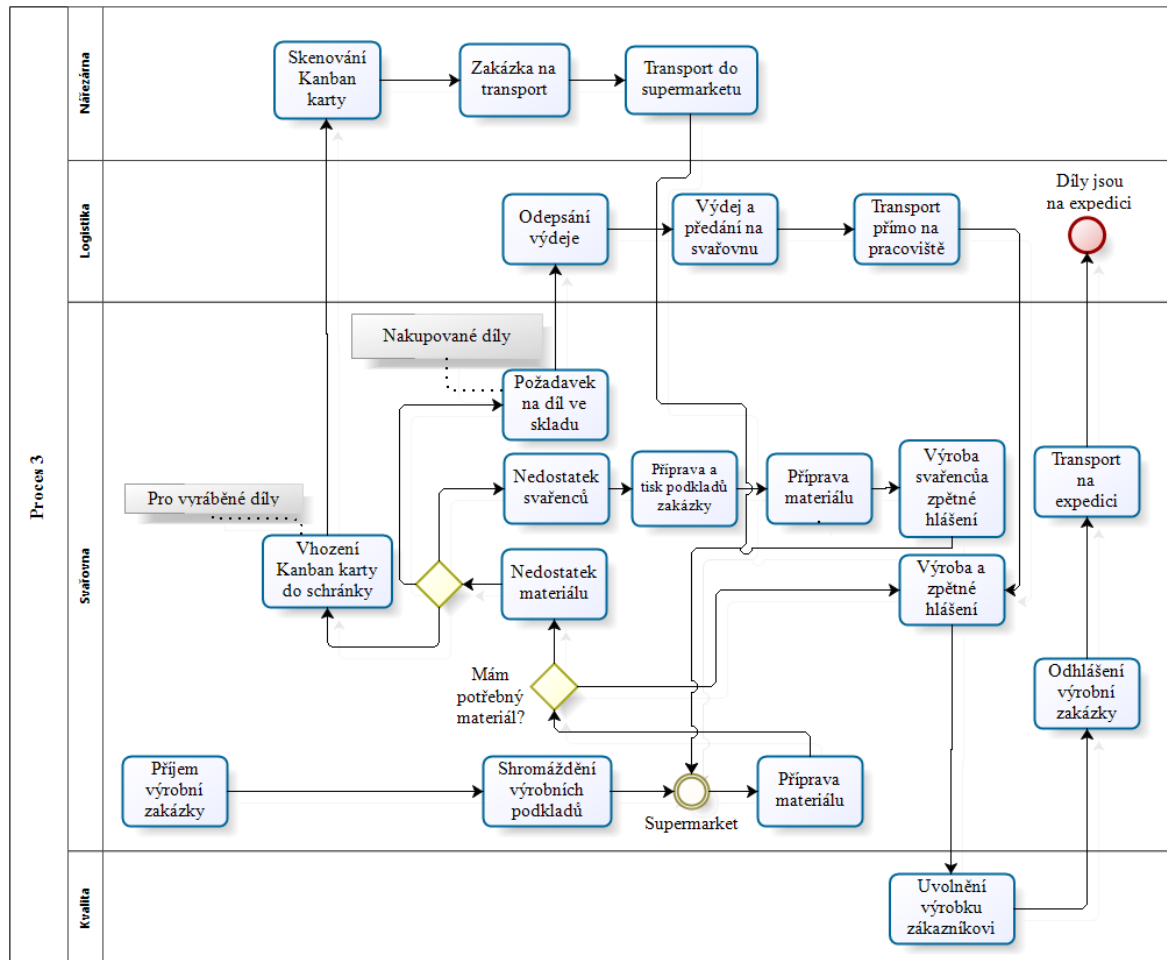 Proces 3
Nářezárna
Skenování
Kanban
karty
Zakázka na
transport
Transport do
supermarketu
Logistika
Odepsání
výdeje
Výdej a
předání na
svařovnu
Transport
přímo na
pracoviště
Díly jsou
na expedici
Svařovna
Nakupované díly
Požadavek
na díl ve
skladu
Pro vyráběné díly
Vhození
Kanban karty
do schránky
Nedostatek
svařenců
Příprava a
tisk podkladů
zakázky
Příprava
materiálu
Výroba
svařencůa
zpětné
hlášení
Transport
na
expedici
Nedostatek
materiálu
Výroba a
zpětné
hlášení
Mám
potřebný
materiál?
Odhlášení
výrobní
zakázky
Příjem
výrobní
zakázky
Shromáždění
výrobních
podkladů
Supermarket
Příprava
materiálu
Kvalita
Uvolnění
výrobku
zákazníkovi